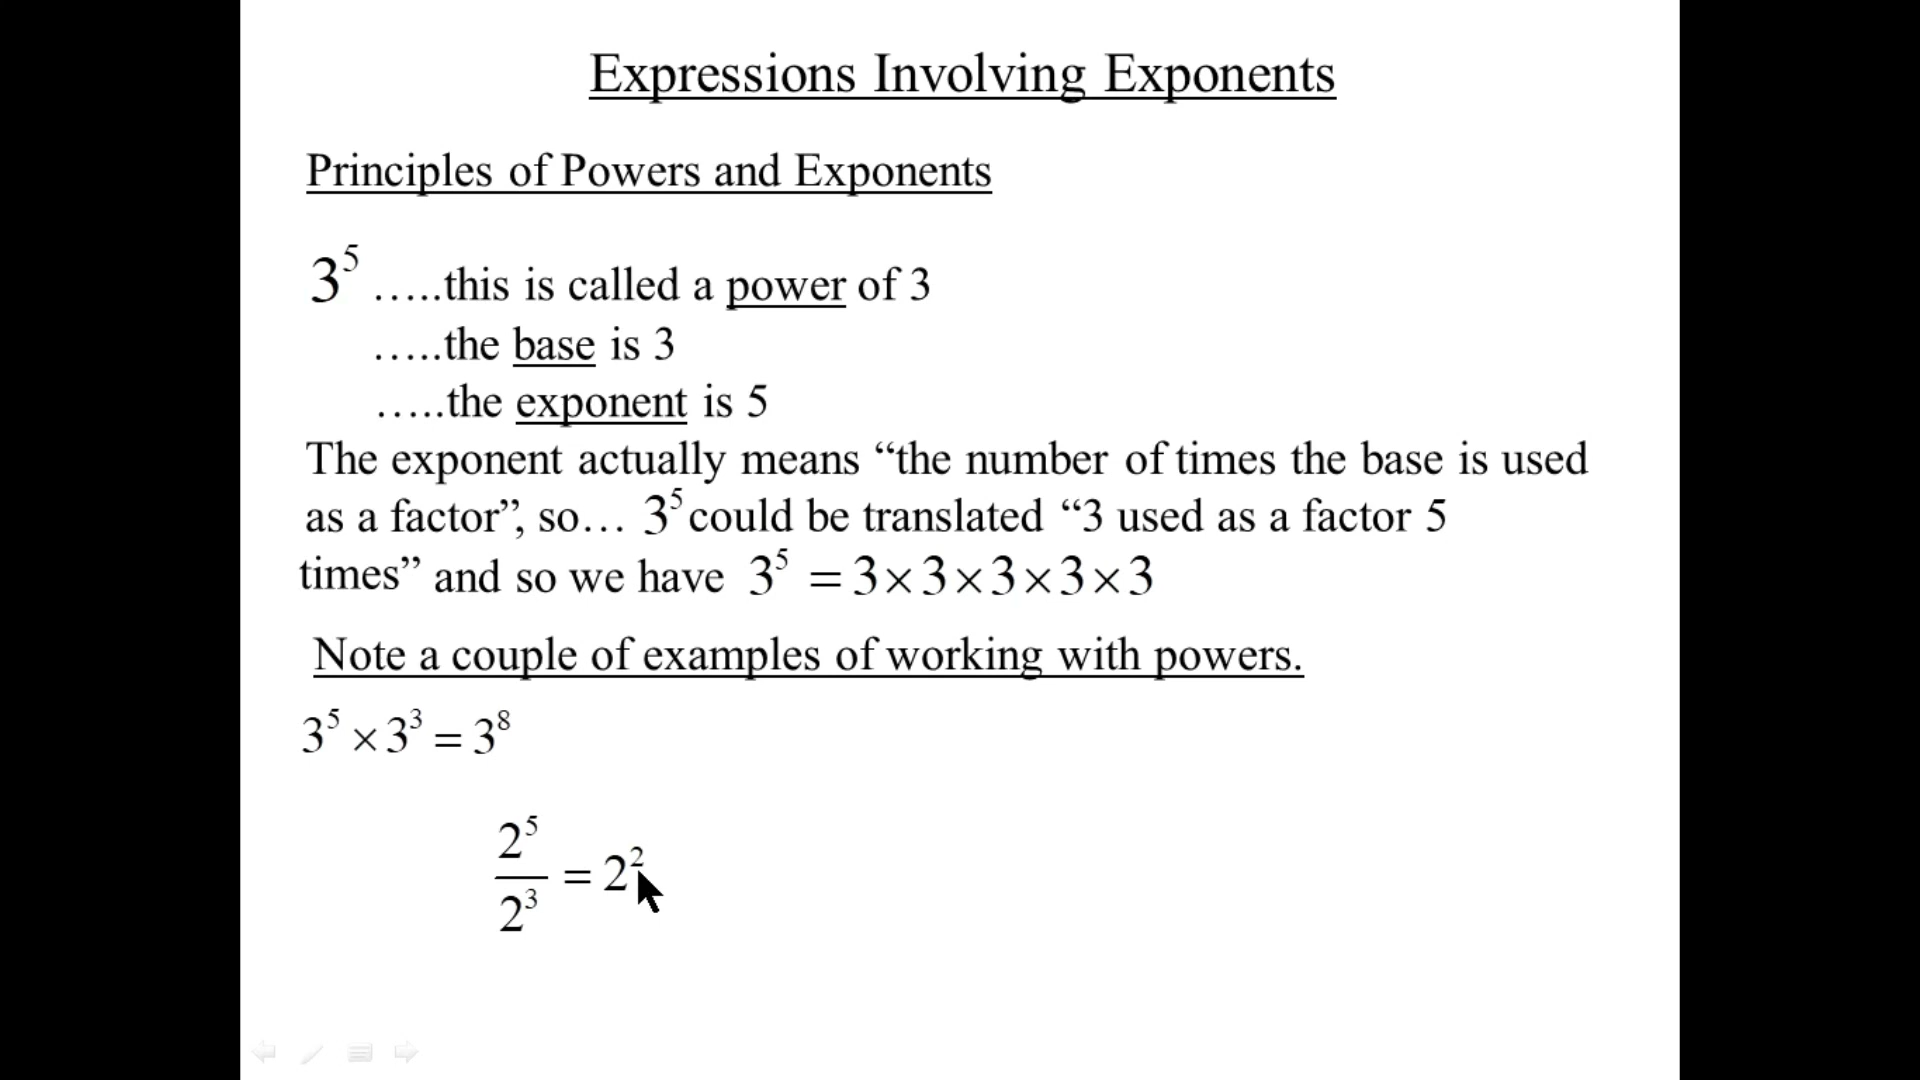 Expressions Involving Exponents
Principles of Powers and Exponents
3⁵ …..this is called a power of 3
…..the base is 3
…..the exponent is 5
The exponent actually means “the number of times the base is used
as a factor”, so… 3⁵ could be translated “3 used as a factor 5
times” and so we have 3⁵ = 3×3×3×3×3
Note a couple of examples of working with powers.
3⁵ × 3³ = 3⁸
2⁵/2³ = 2²